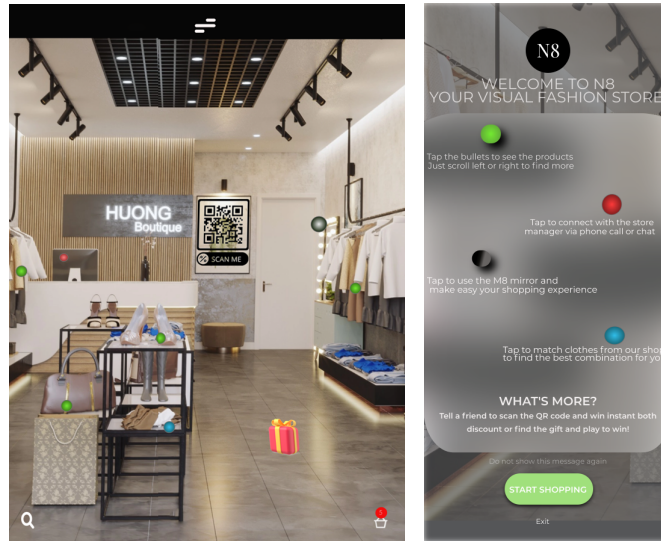 HUONG
Boutique
SCAN ME
5
N8
WELCOME TO N8
YOUR VISUAL FASHION STORE
Tap the bullets to see the products
Just scroll left or right to find more
Tap to connect with the store
manager via phone call or chat
Tap to use the M8 mirror and
make easy your shopping experience
Tap to match clothes from our shop
to find the best combination for yo
WHAT'S MORE?
Tell a friend to scan the QR code and win instant both
discount or find the gift and play to win!
Do not show this message again
START SHOPPING
Exit